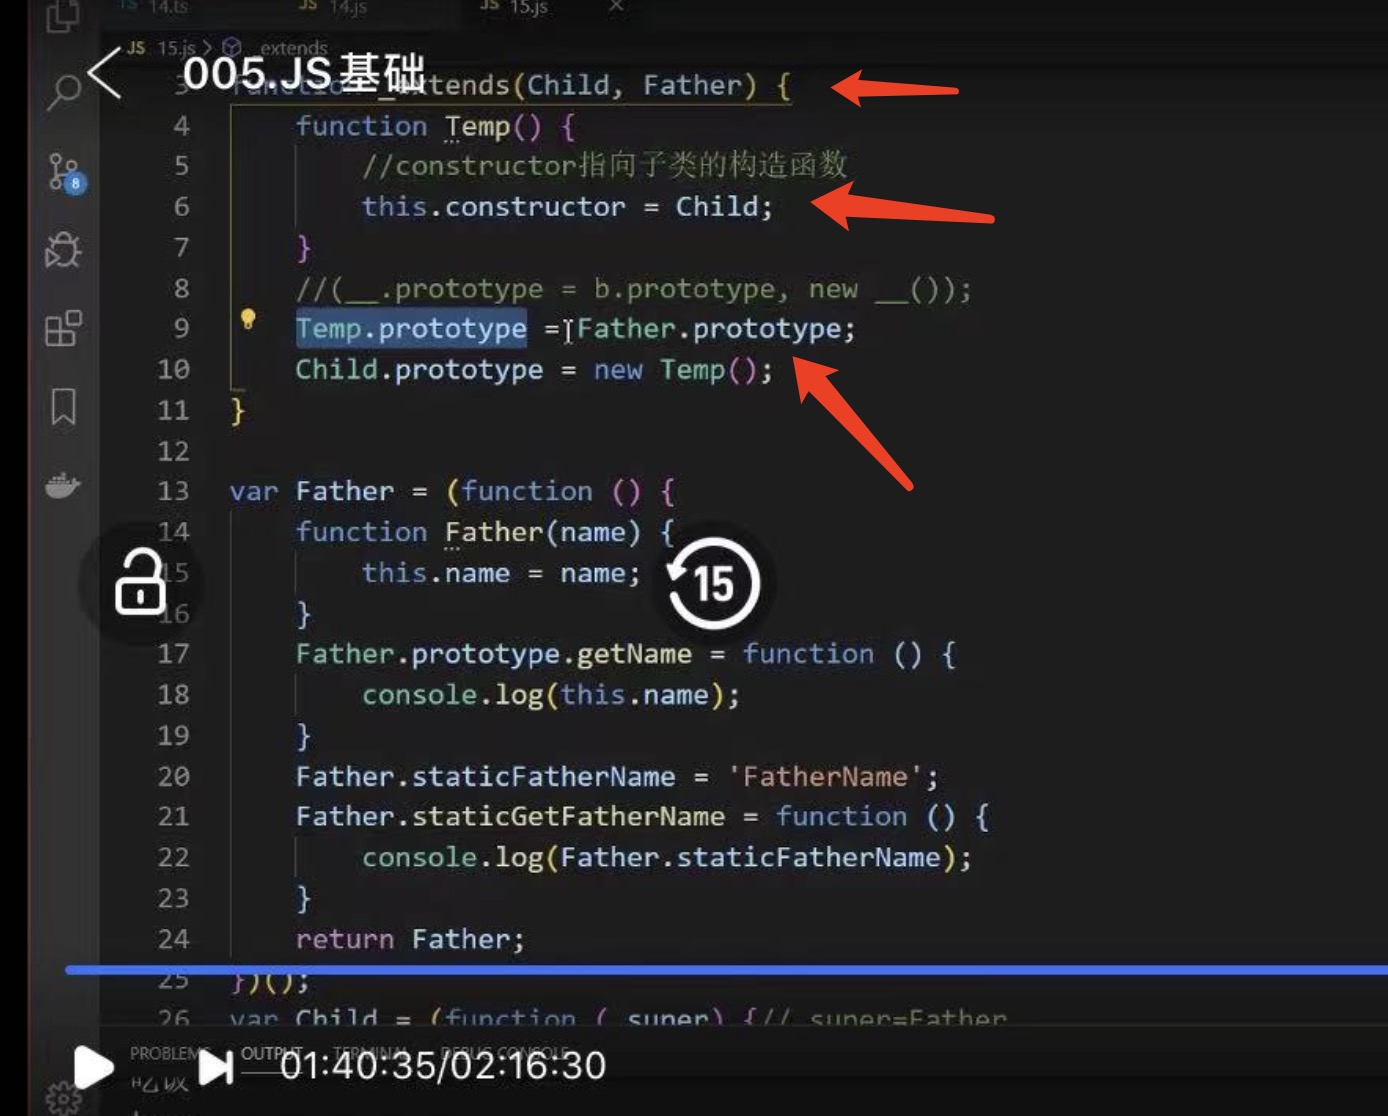 14.ts
JS 14.js
JS 15.js ×
JS 15.js > _extends
005.JS基础
3 function _extends(Child, Father) {
4 function Temp() {
5 //constructor指向子类的构造函数
6 this.constructor = Child;
7 }
8 //(__.prototype = b.prototype, new __());
9 Temp.prototype = Father.prototype;
10 Child.prototype = new Temp();
11 }
12
13 var Father = (function () {
14 function Father(name) {
15 this.name = name;
16 }
17 Father.prototype.getName = function () {
18 console.log(this.name);
19 }
20 Father.staticFatherName = 'FatherName';
21 Father.staticGetFatherName = function () {
22 console.log(Father.staticFatherName);
23 }
24 return Father;
25 })();
26 var Child = (function (_super) {// _super=Father
8
15
PROBLEMS OUTPUT TERMINAL DEBUG CONSOLE
01:40:35/02:16:30